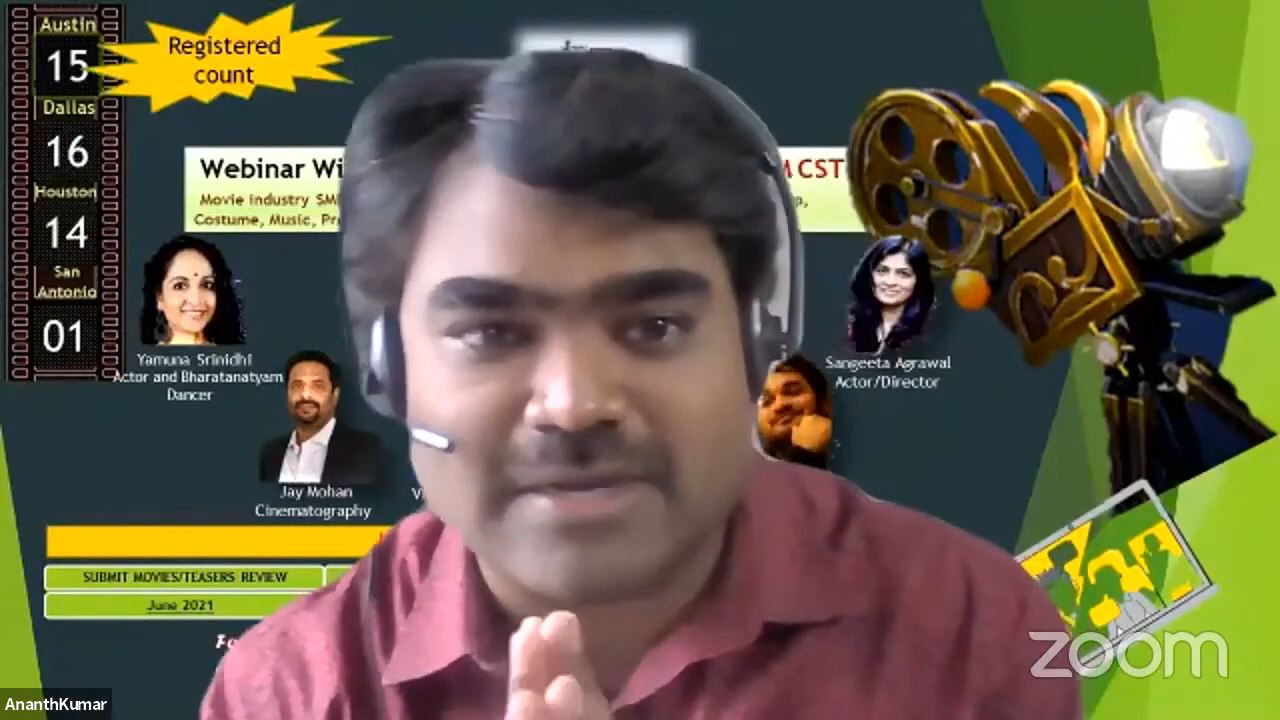 Austin
15
Dallas
16
Houston
14
San
Antonio
01
Registered
count
Webinar Wi
M CST
Movie Industry SM
Costume, Music, Pr
Yamuna Srinidhi
Actor and Bharatanatyam
Dancer
Sangeeta Agrawal
Actor/Director
Jay Mohan
Cinematography
SUBMIT MOVIES/TEASERS REVIEW
June 2021
zoom
AnanthKumar